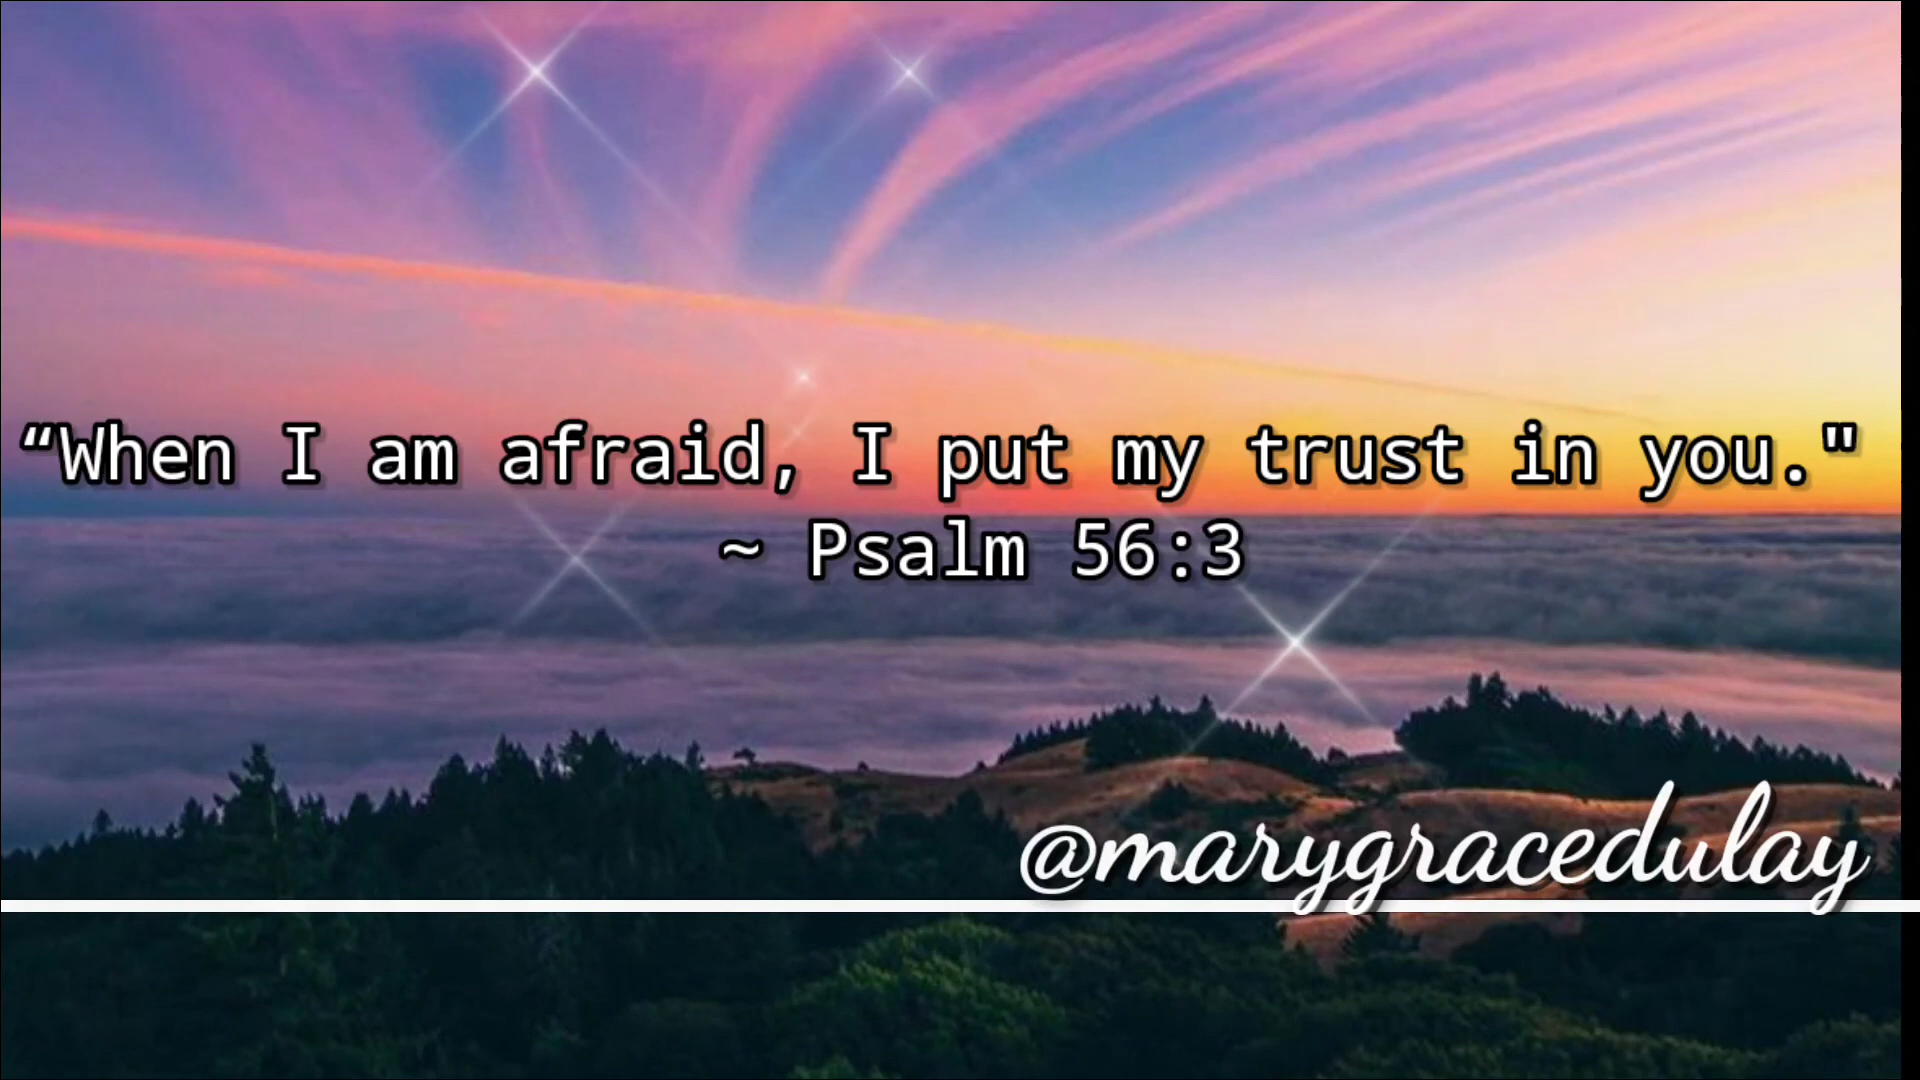 “When I am afraid, I put my trust in you."
~ Psalm 56:3
@marygracedulay